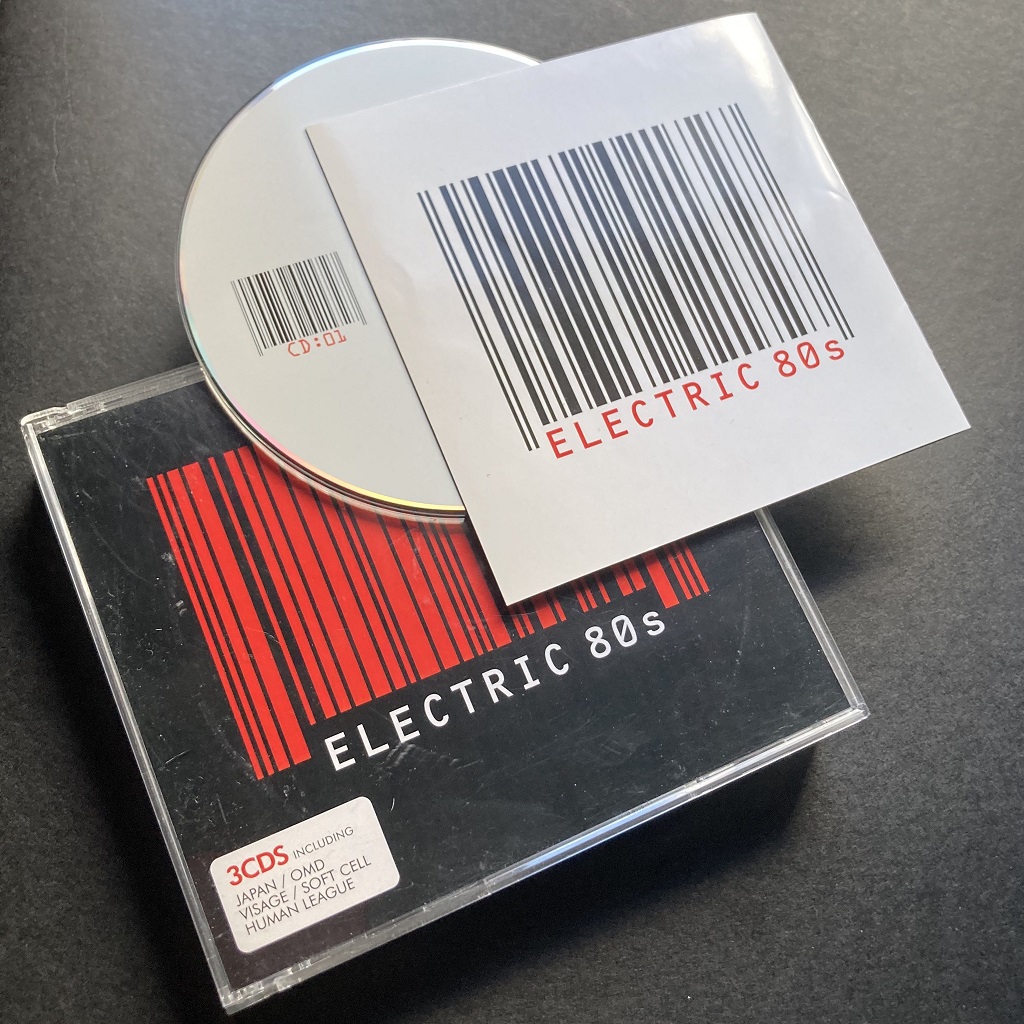 CD:01
ELECTRIC 80s
ELECTRIC 80s
3CDS INCLUDING
JAPAN / OMD
VISAGE / SOFT CELL
HUMAN LEAGUE